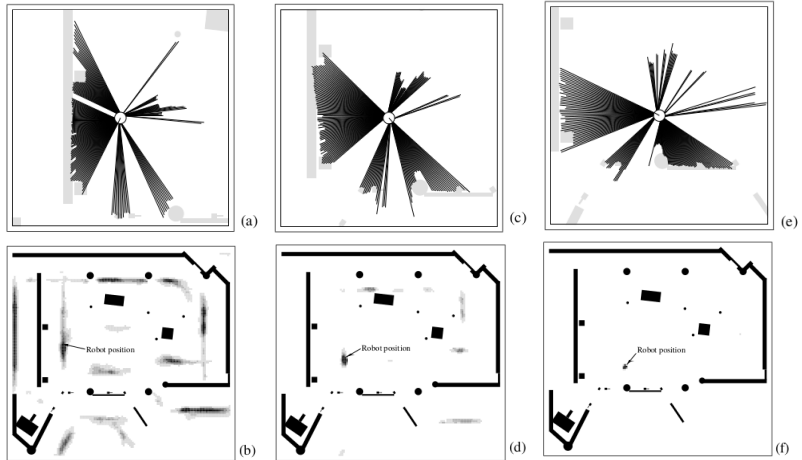 (a)
(c)
(e)
Robot position
(b)
Robot position
(d)
Robot position
(f)